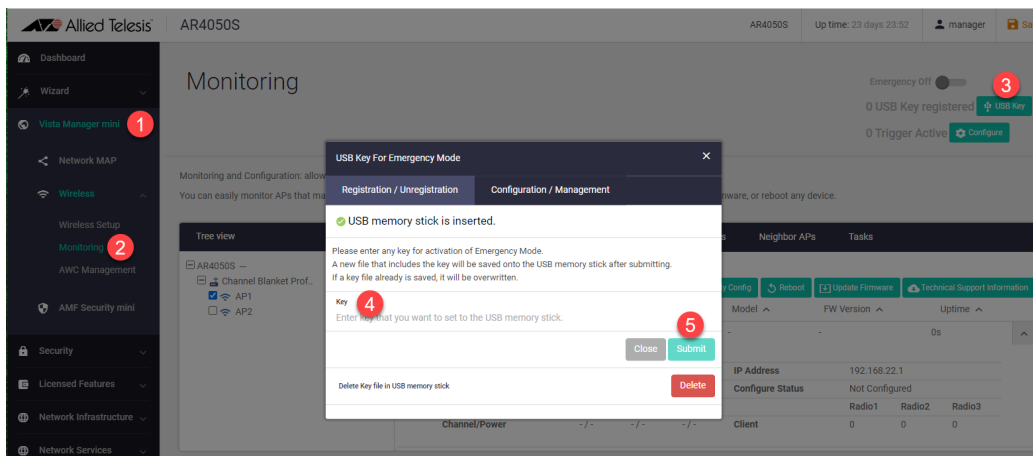 Allied Telesis
AR4050S
AR4050S
Up time: 23 days 23:52
manager
Dashboard
Wizard
Vista Manager mini
1
Network MAP
Wireless
Wireless Setup
Monitoring
2
AWC Management
AMF Security mini
Security
Licensed Features
Network Infrastructure
Network Services
Monitoring
Emergency Off
3
0 USB Key registered
USB Key
0 Trigger Active
Configure
Monitoring and Configuration: allow
You can easily monitor APs that ma
reboot any device.
Tree view
AR4050S
Channel Blanket Prof..
AP1
AP2
USB Key For Emergency Mode
×
Registration / Unregistration
Configuration / Management
USB memory stick is inserted.
Please enter any key for activation of Emergency Mode.
A new file that includes the key will be saved onto the USB memory stick after submitting.
If a key file already is saved, it will be overwritten.
Key
4
Enter key that you want to set to the USB memory stick.
5
Close
Submit
Delete Key file in USB memory stick
Delete
Neighbor APs
Tasks
Config
Reboot
Update Firmware
Technical Support Information
Model
FW Version
Uptime
-
-
0s
IP Address
192.168.22.1
Configure Status
Not Configured
Radio1
Radio2
Radio3
Channel/Power
- / -
- / -
- / -
Client
0
0
0